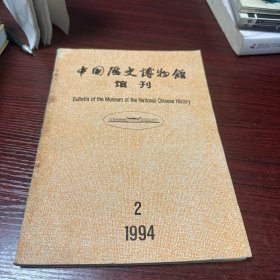 中国历史博物馆
馆刊
Bulletin of the Museum of the National Chinese History
2
1994